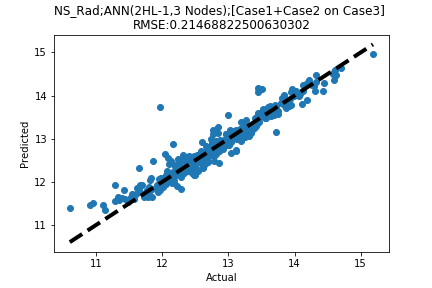 NS_Rad;ANN(2HL-1,3 Nodes);[Case1+Case2 on Case3]
RMSE:0.21468822500630302
15
14
13
12
11
Predicted
11 12 13 14 15
Actual